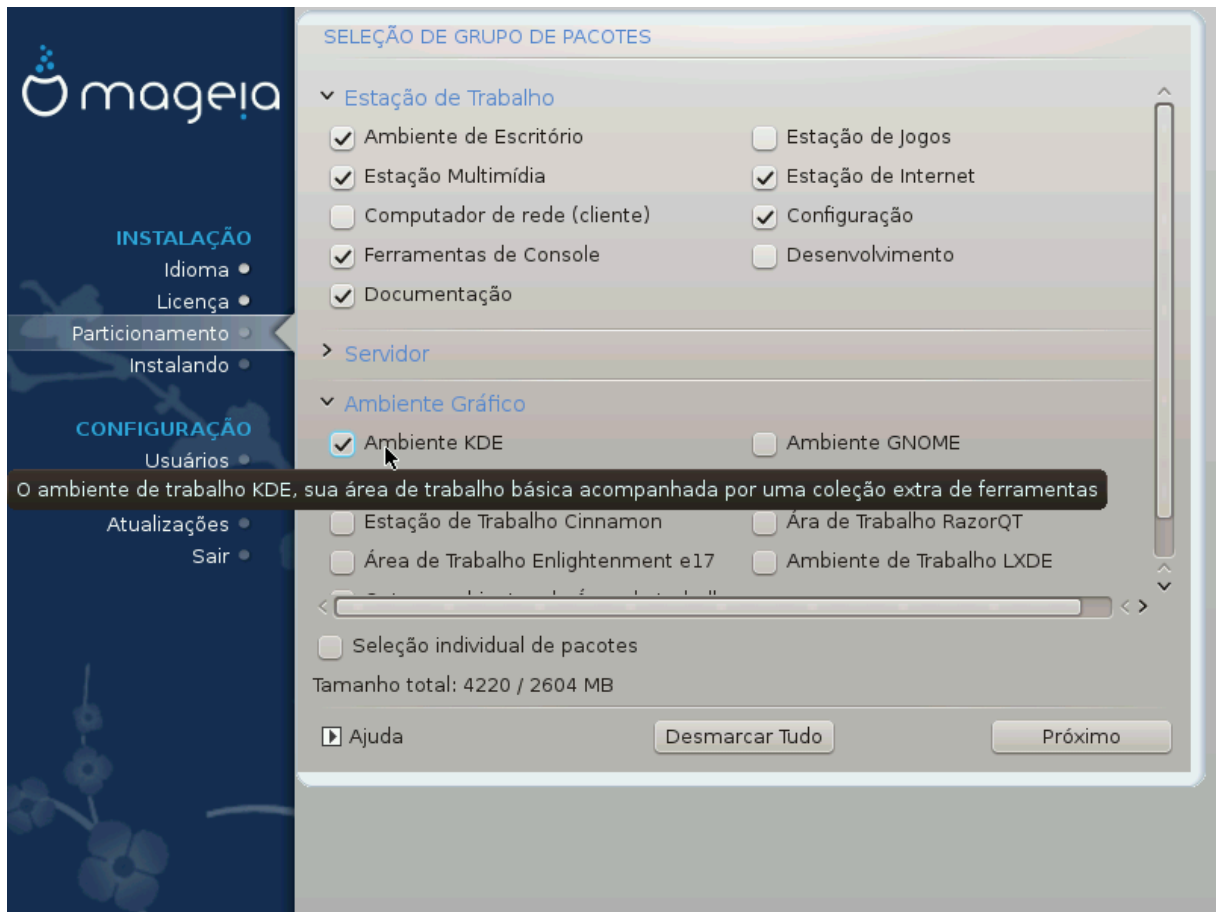 mageia
INSTALAÇÃO
Idioma
Licença
Particionamento
Instalando
CONFIGURAÇÃO
Usuários
Atualizações
Sair
SELEÇÃO DE GRUPO DE PACOTES
Estação de Trabalho
Ambiente de Escritório
Estação de Jogos
Estação Multimídia
Estação de Internet
Computador de rede (cliente)
Configuração
Ferramentas de Console
Desenvolvimento
Documentação
Servidor
Ambiente Gráfico
Ambiente KDE
Ambiente GNOME
O ambiente de trabalho KDE, sua área de trabalho básica acompanhada por uma coleção extra de ferramentas
Estação de Trabalho Cinnamon
Ára de Trabalho RazorQT
Área de Trabalho Enlightenment e17
Ambiente de Trabalho LXDE
Seleção individual de pacotes
Tamanho total: 4220 / 2604 MB
Ajuda
Desmarcar Tudo
Próximo